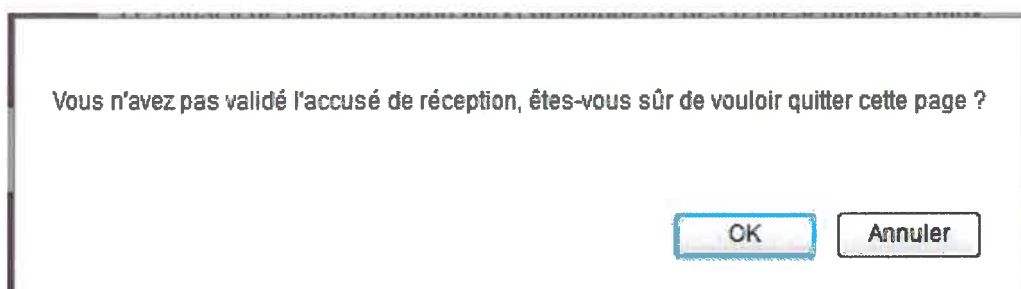 Vous n'avez pas validé l'accusé de réception, êtes-vous sûr de vouloir quitter cette page ?
OK
Annuler